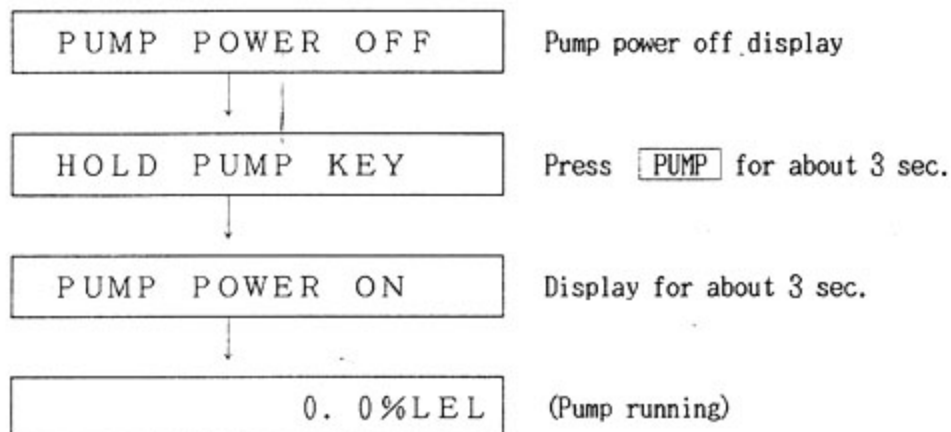 PUMP POWER OFF Pump power off display
HOLD PUMP KEY Press PUMP for about 3 sec.
PUMP POWER ON Display for about 3 sec.
0. 0%LEL (Pump running)